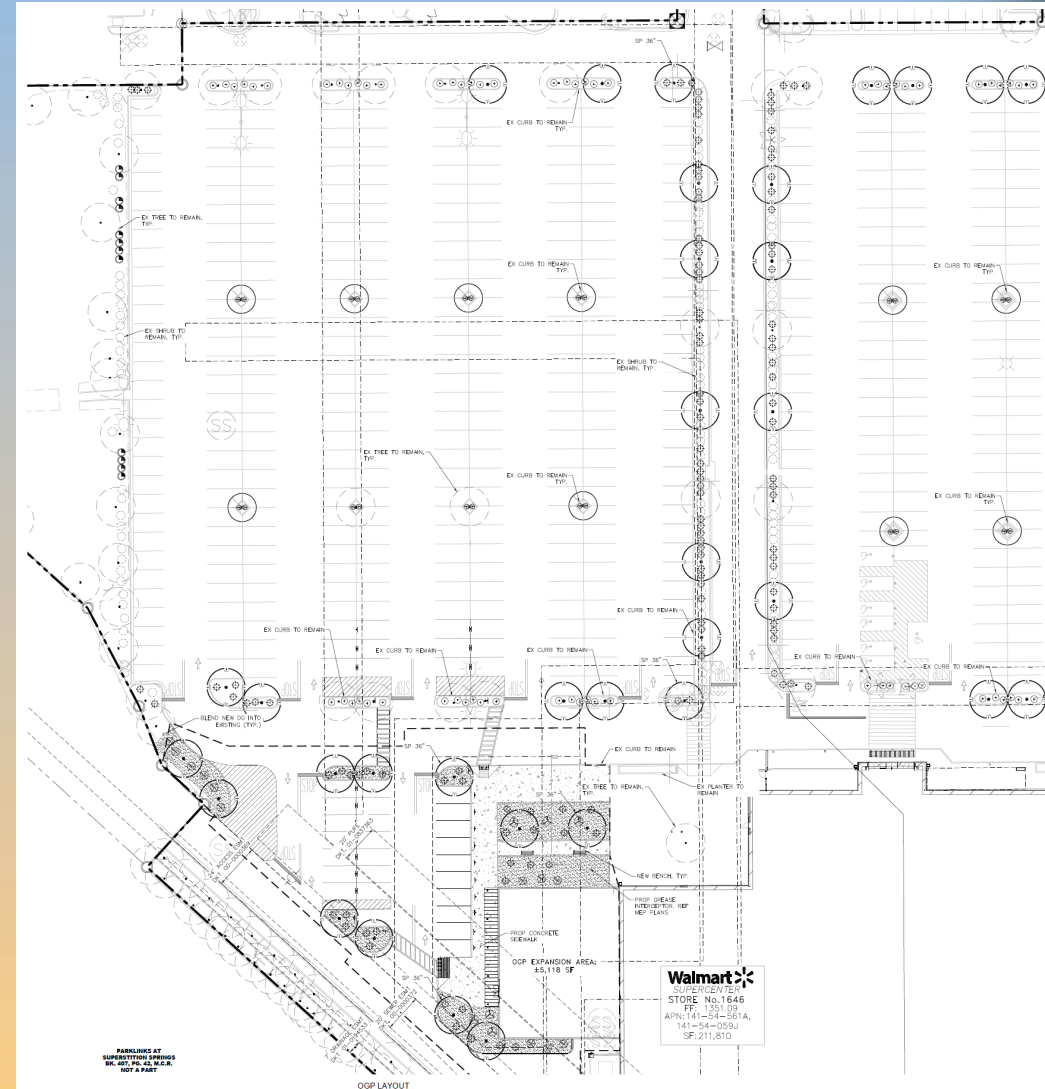 SP 36"
EX CURB TO REMAIN
TYP.
EX TREE TO REMAIN,
TYP.
EX CURB TO REMAIN
TYP.
EX CURB TO REMAIN
TYP.
EX SHRUB TO
REMAIN, TYP.
EX SHRUB TO
REMAIN, TYP.
SS
EX TREE TO REMAIN,
TYP.
EX CURB TO REMAIN
TYP.
EX CURB TO REMAIN
TYP.
EX CURB TO REMAIN
EX CURB TO REMAIN
EX CURB TO REMAIN
EX CURB TO REMAIN
EX CURB TO REMAIN
EX CURB TO REMAIN
SP 36"
STOP
STOP
STOP
STOP
BLEND NEW DG INTO
EXISTING (TYP.)
SP 36"
EX CURB TO REMAIN
STOP
EX TREE TO REMAIN,
TYP.
EX PLANTER TO
REMAIN
SP 36"
NEW BENCH, TYP.
PROP GREASE
INTERCEPTOR, REF
MEP PLANS
PROP CONCRETE
SIDEWALK
OGP EXPANSION AREA:
±5,118 SF
SP 36"
SS
Walmart
SUPERCENTER
STORE No.1646
FF: 1351.09
APN:141-54-561A,
141-54-059J
SF:211,810
PARKLINKS AT
SUPERSTITION SPRINGS
BK. 407, PG. 42, M.C.R.
NOT A PART
OGP LAYOUT